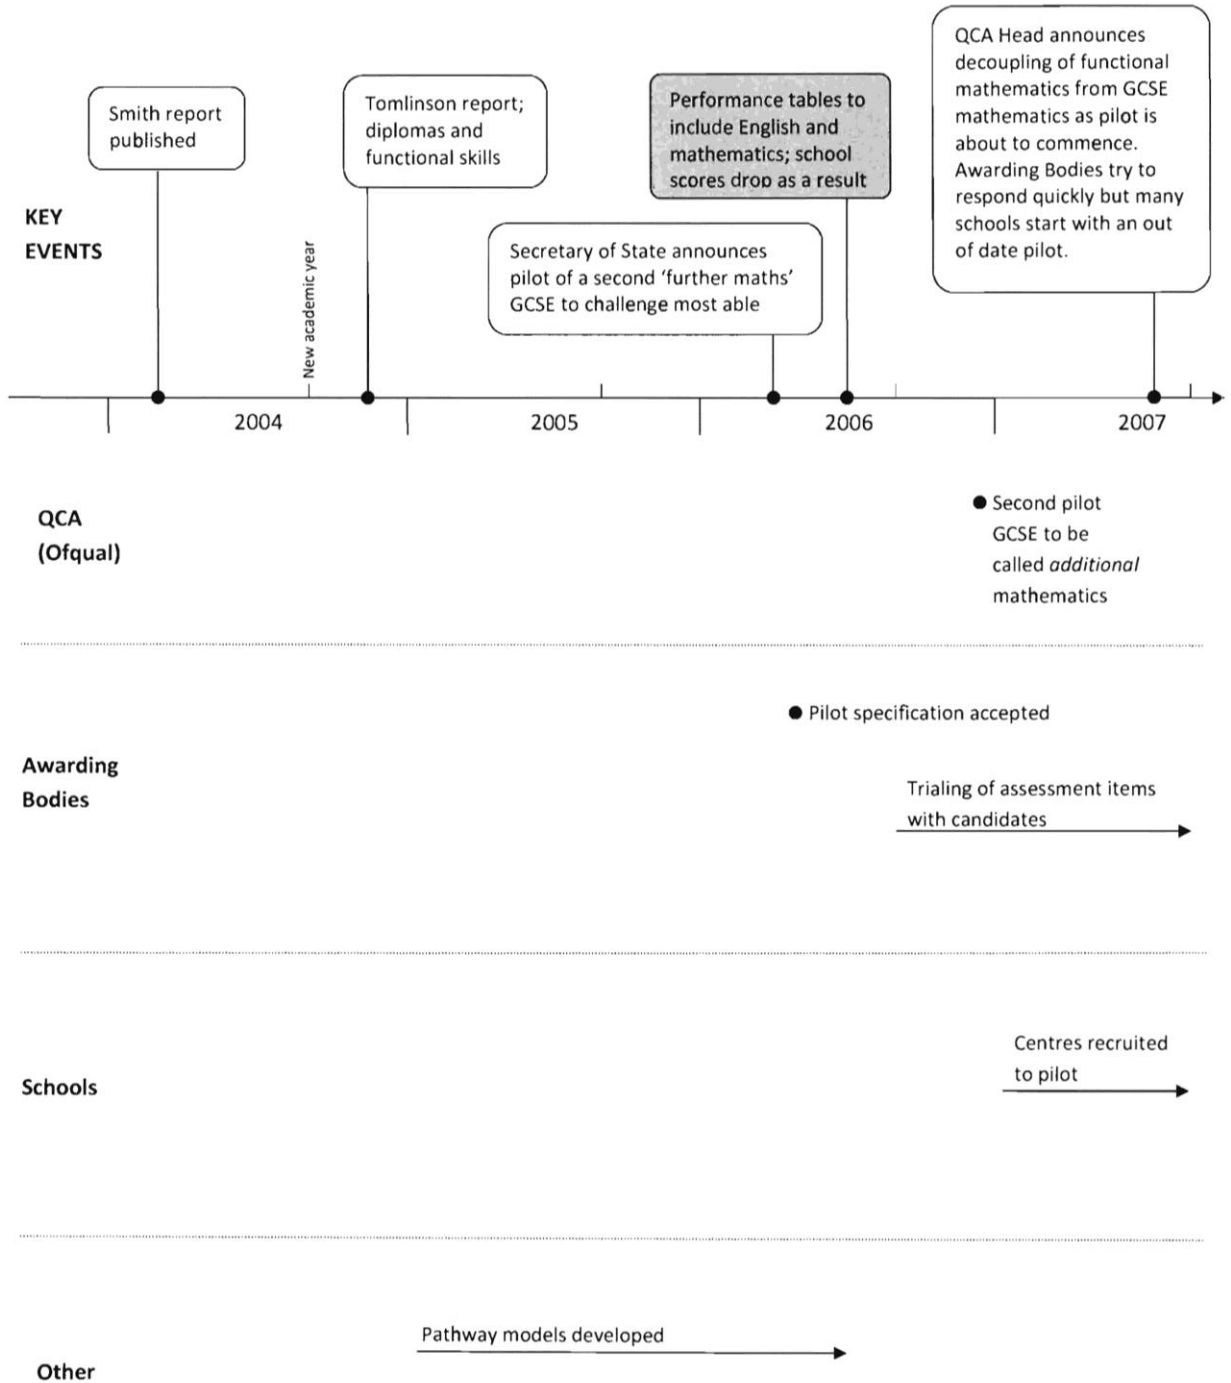 Smith report
published
Tomlinson report;
diplomas and
functional skills
Performance tables to
include English and
mathematics; school
scores drop as a result
QCA Head announces
decoupling of functional
mathematics from GCSE
mathematics as pilot is
about to commence.
Awarding Bodies try to
respond quickly but many
schools start with an out
of date pilot.
KEY
EVENTS
New academic year
Secretary of State announces
pilot of a second ‘further maths’
GCSE to challenge most able
2004
2005
2006
2007
QCA
(Ofqual)
Second pilot
GCSE to be
called additional
mathematics
Awarding
Bodies
Pilot specification accepted
Trialing of assessment items
with candidates
Schools
Centres recruited
to pilot
Other
Pathway models developed